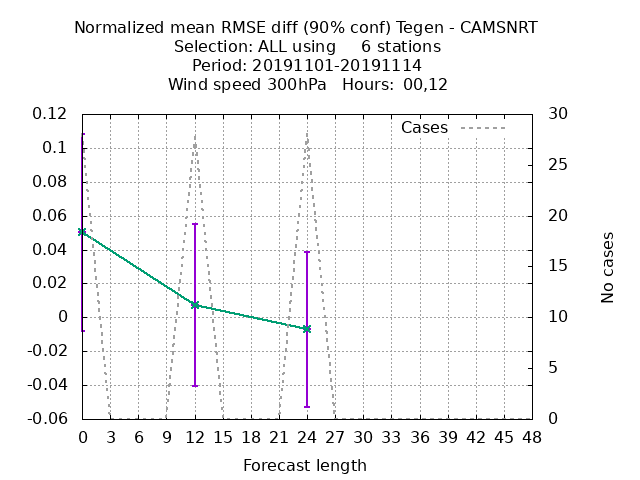 Normalized mean RMSE diff (90% conf) Tegen - CAMSNRT
Selection: ALL using     6 stations
Period: 20191101-20191114
Wind speed 300hPa   Hours:  00,12
Cases
0.12
0.1
0.08
0.06
0.04
0.02
0
-0.02
-0.04
-0.06
30
25
20
15
10
5
0
No cases
0 3 6 9 12 15 18 21 24 27 30 33 36 39 42 45 48
Forecast length